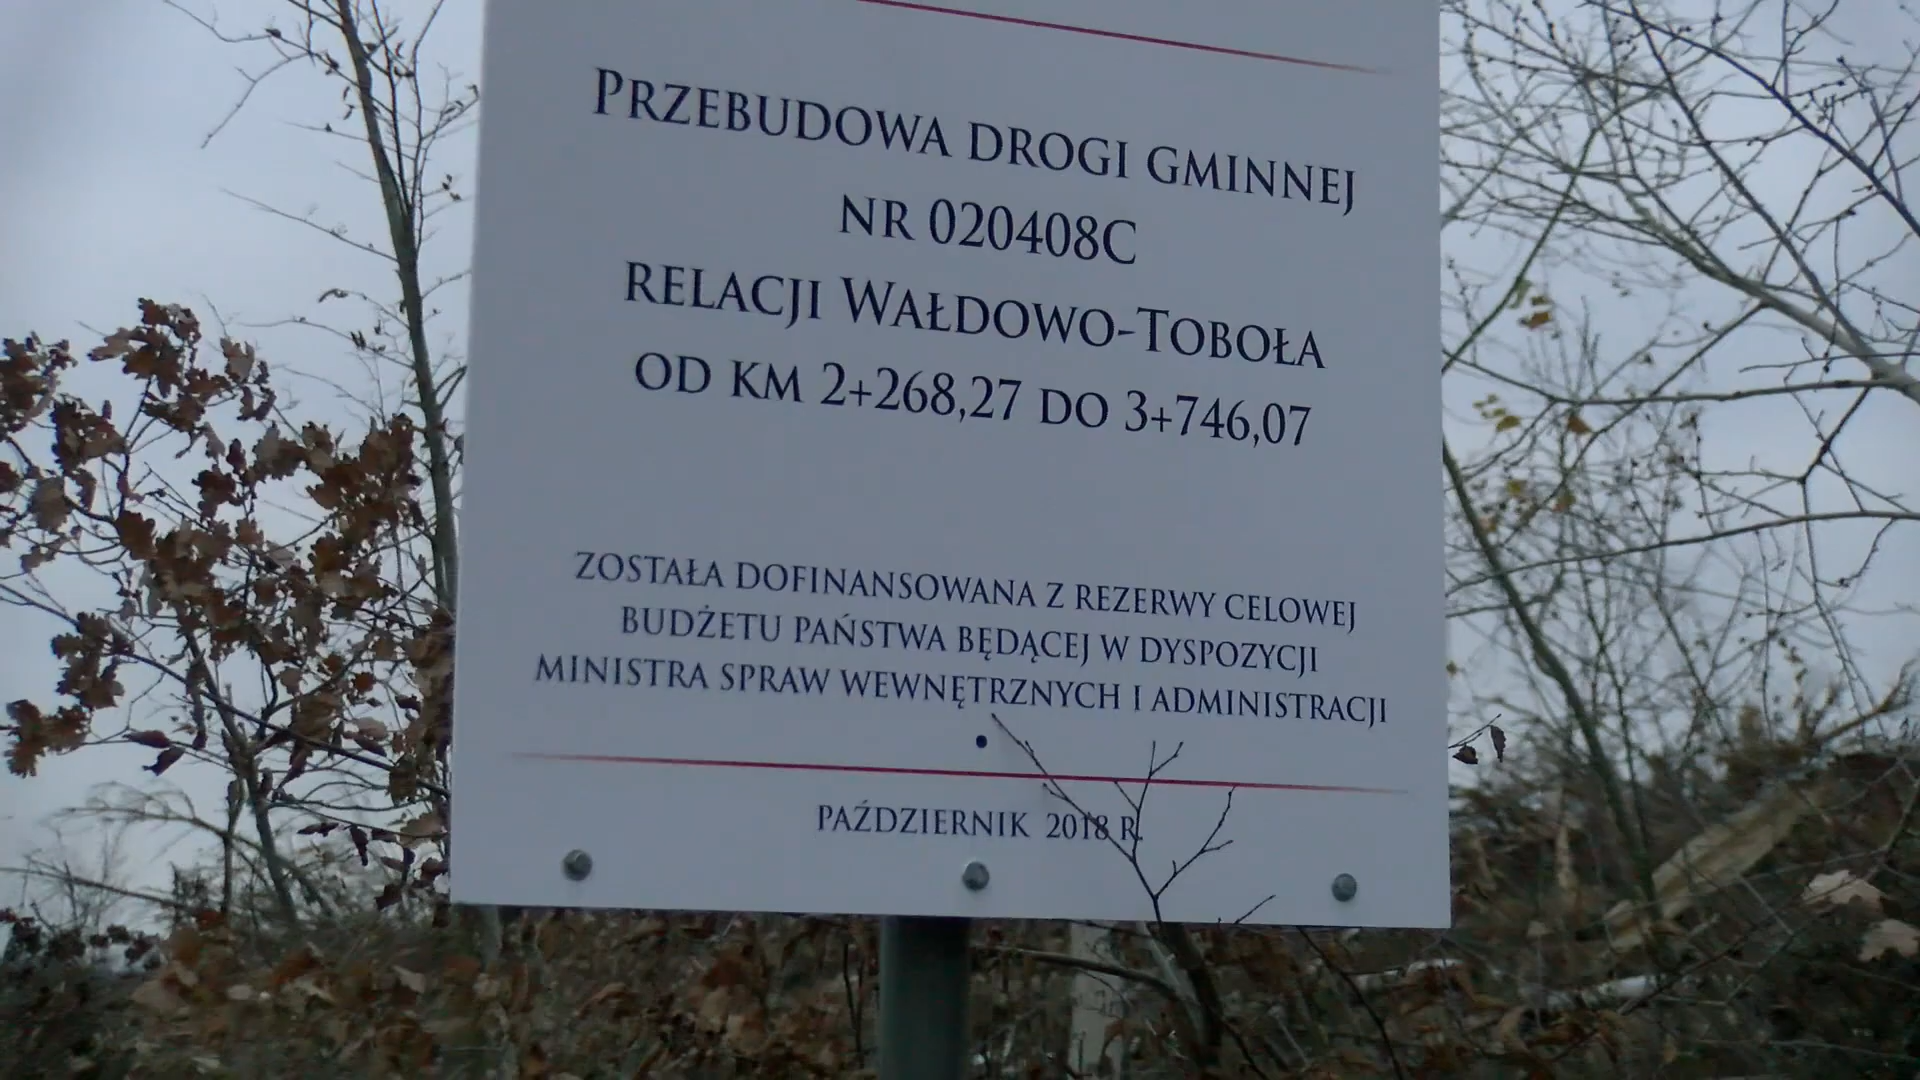 PRZEBUDOWA DROGI GMINNEJ
NR 020408C
RELACJI WAŁDOWO-TOBOŁA
OD KM 2+268,27 DO 3+746,07
ZOSTAŁA DOFINANSOWANA Z REZERWY CELOWEJ
BUDŻETU PAŃSTWA BĘDĄCEJ W DYSPOZYCJI
MINISTRA SPRAW WEWNĘTRZNYCH I ADMINISTRACJI
PAŹDZIERNIK 2018 R.